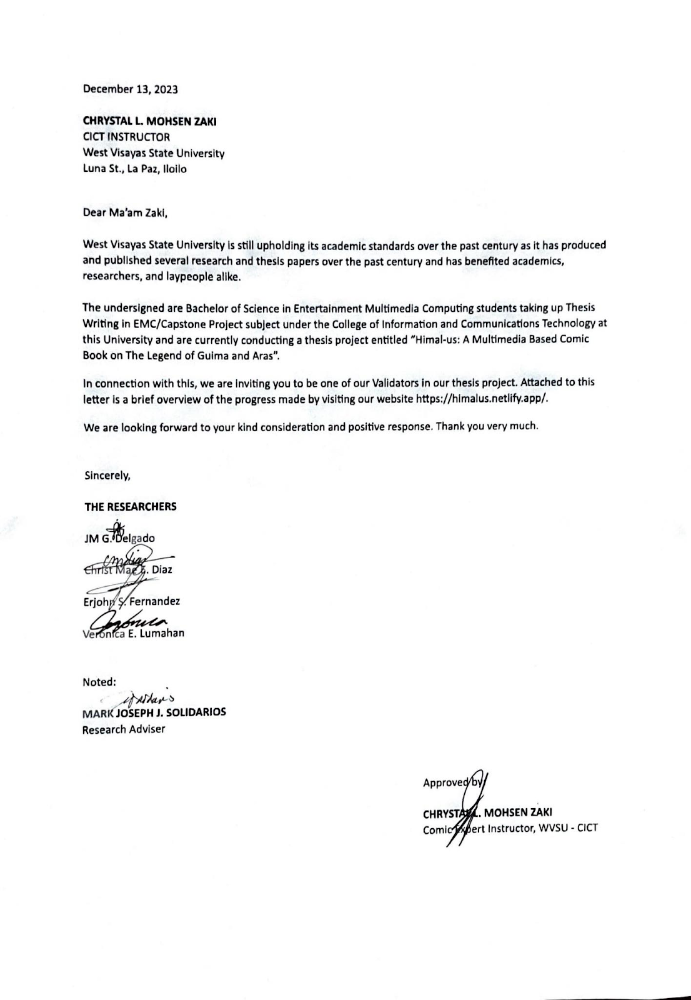 December 13, 2023
CHRYSTAL L. MOHSEN ZAKI
CICT INSTRUCTOR
West Visayas State University
Luna St., La Paz, Iloilo
Dear Ma'am Zaki,
West Visayas State University is still upholding its academic standards over the past century as it has produced
and published several research and thesis papers over the past century and has benefited academics,
researchers, and laypeople alike.
The undersigned are Bachelor of Science in Entertainment Multimedia Computing students taking up Thesis
Writing in EMC/Capstone Project subject under the College of Information and Communications Technology at
this University and are currently conducting a thesis project entitled "Himal-us: A Multimedia Based Comic
Book on The Legend of Guima and Aras".
In connection with this, we are inviting you to be one of our Validators in our thesis project. Attached to this
letter is a brief overview of the progress made by visiting our website https://himalus.netlify.app/.
We are looking forward to your kind consideration and positive response. Thank you very much.
Sincerely,
THE RESEARCHERS
JM G. Delgado
Christ Mae Diaz
Erjohn S. Fernandez
Veronica E. Lumahan
Noted:
MARK JOSEPH J. SOLIDARIOS
Research Adviser
Approved by:
CHRYSTAL L. MOHSEN ZAKI
Comic Expert Instructor, WVSU - CICT